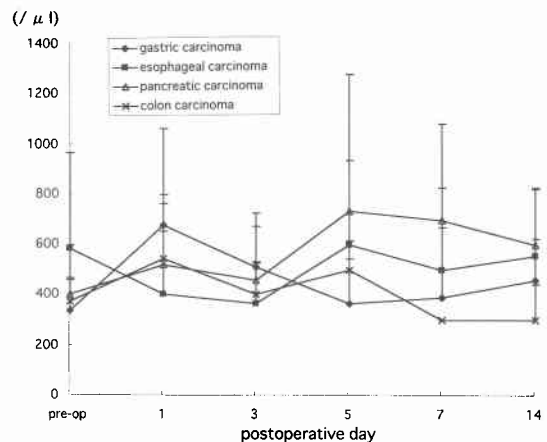 (/ μl)
1400
gastric carcinoma
esophageal carcinoma
1200
pancreatic carcinoma
colon carcinoma
1000
800
600
400
200
0
pre-op 1 3 5 7 14
postoperative day